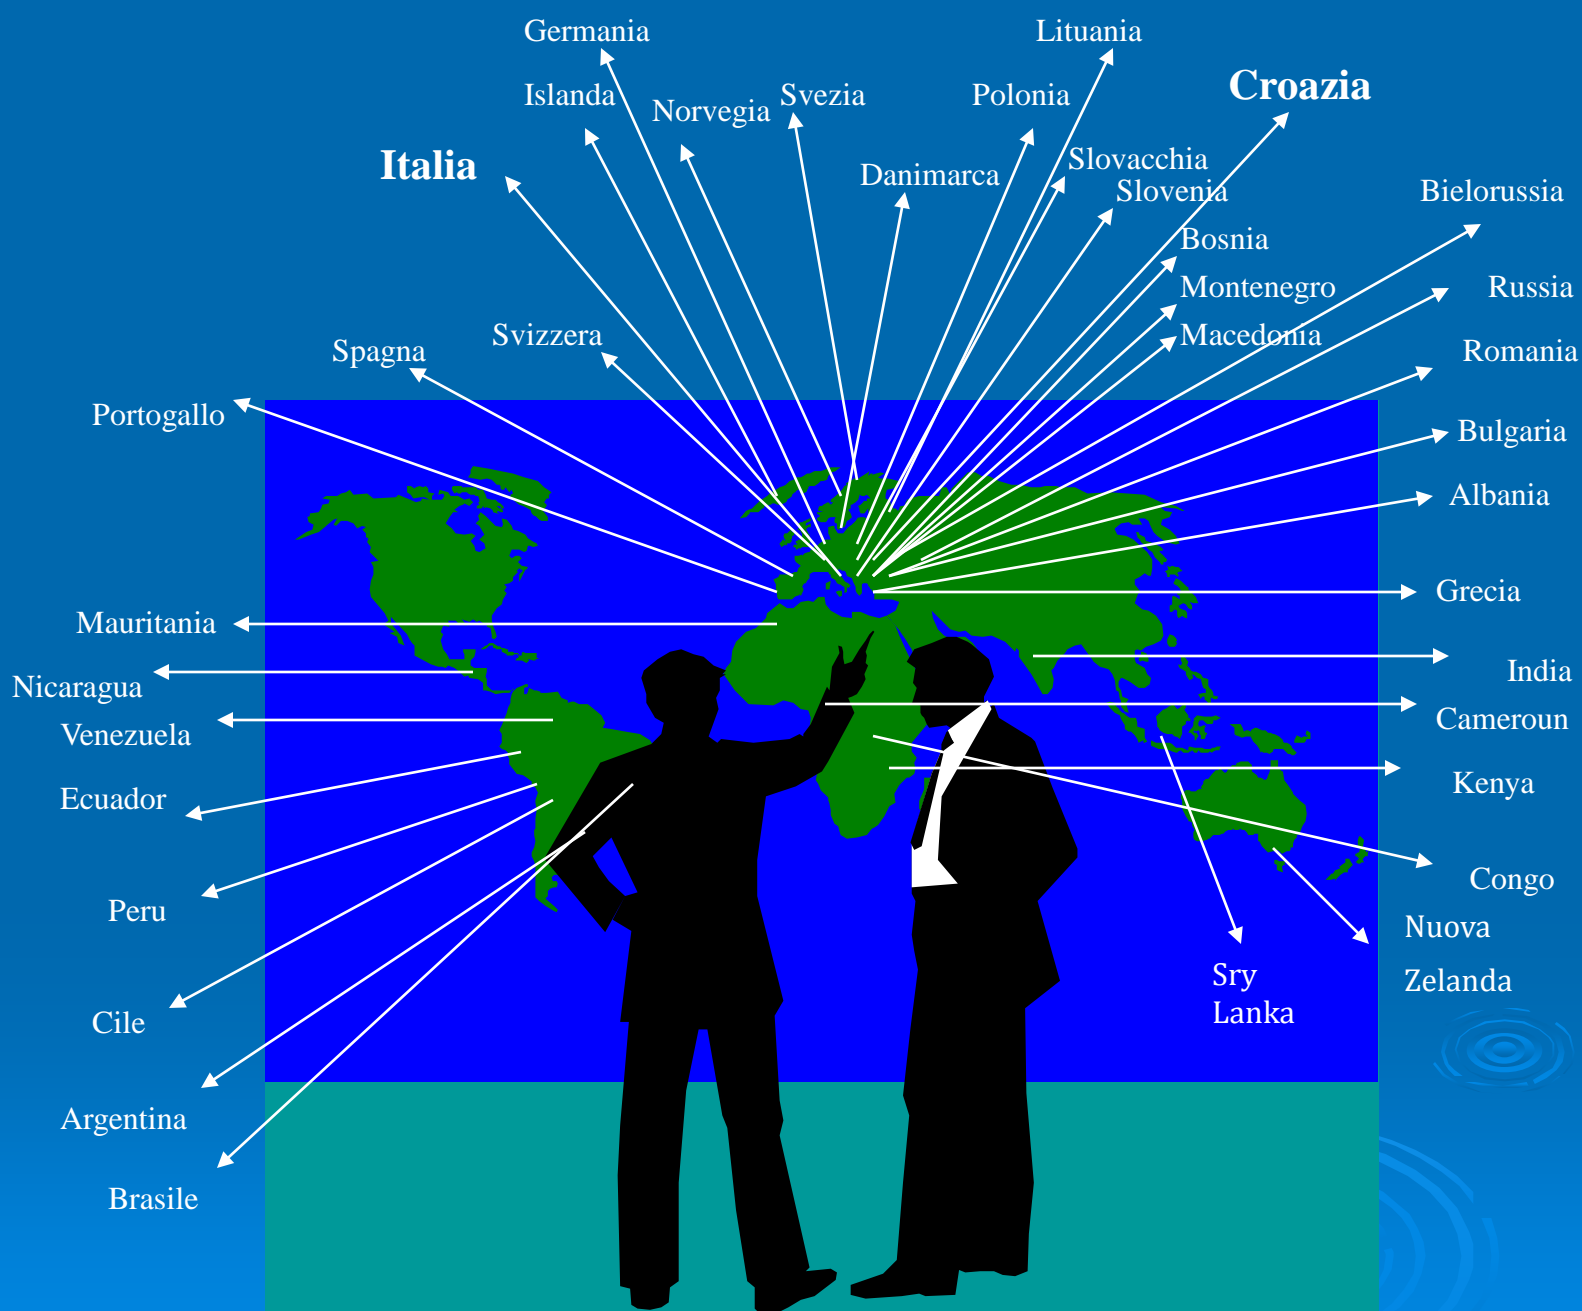 Germania
Lituania
Islanda
Norvegia
Svezia
Polonia
Croazia
Italia
Danimarca
Slovacchia
Slovenia
Bielorussia
Bosnia
Montenegro
Russia
Macedonia
Svizzera
Spagna
Romania
Portogallo
Bulgaria
Albania
Grecia
Mauritania
India
Nicaragua
Cameroun
Venezuela
Kenya
Ecuador
Congo
Peru
Nuova
Zelanda
Sry
Lanka
Cile
Argentina
Brasile